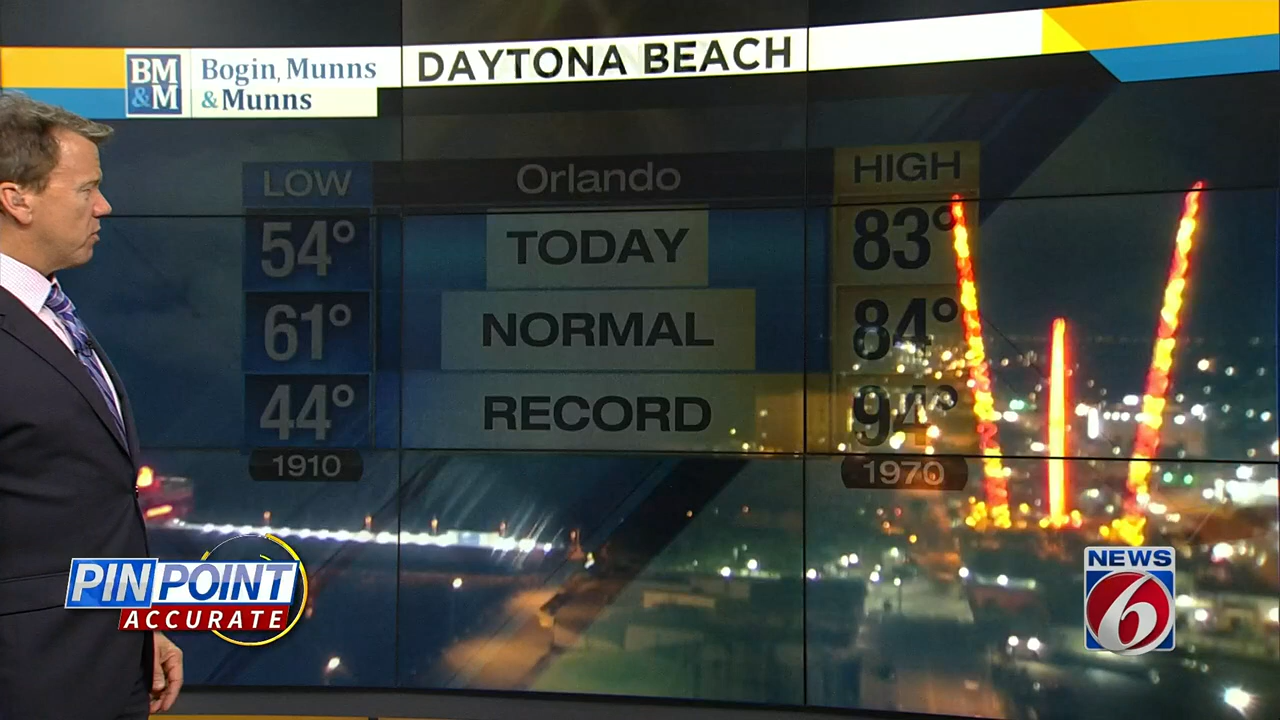 BM&M
Bogin, Munns
& Munns
DAYTONA BEACH
LOW Orlando HIGH
54° TODAY 83°
61° NORMAL 84°
44° RECORD 94°
1910 1970
PINPOINT
ACCURATE
NEWS
6